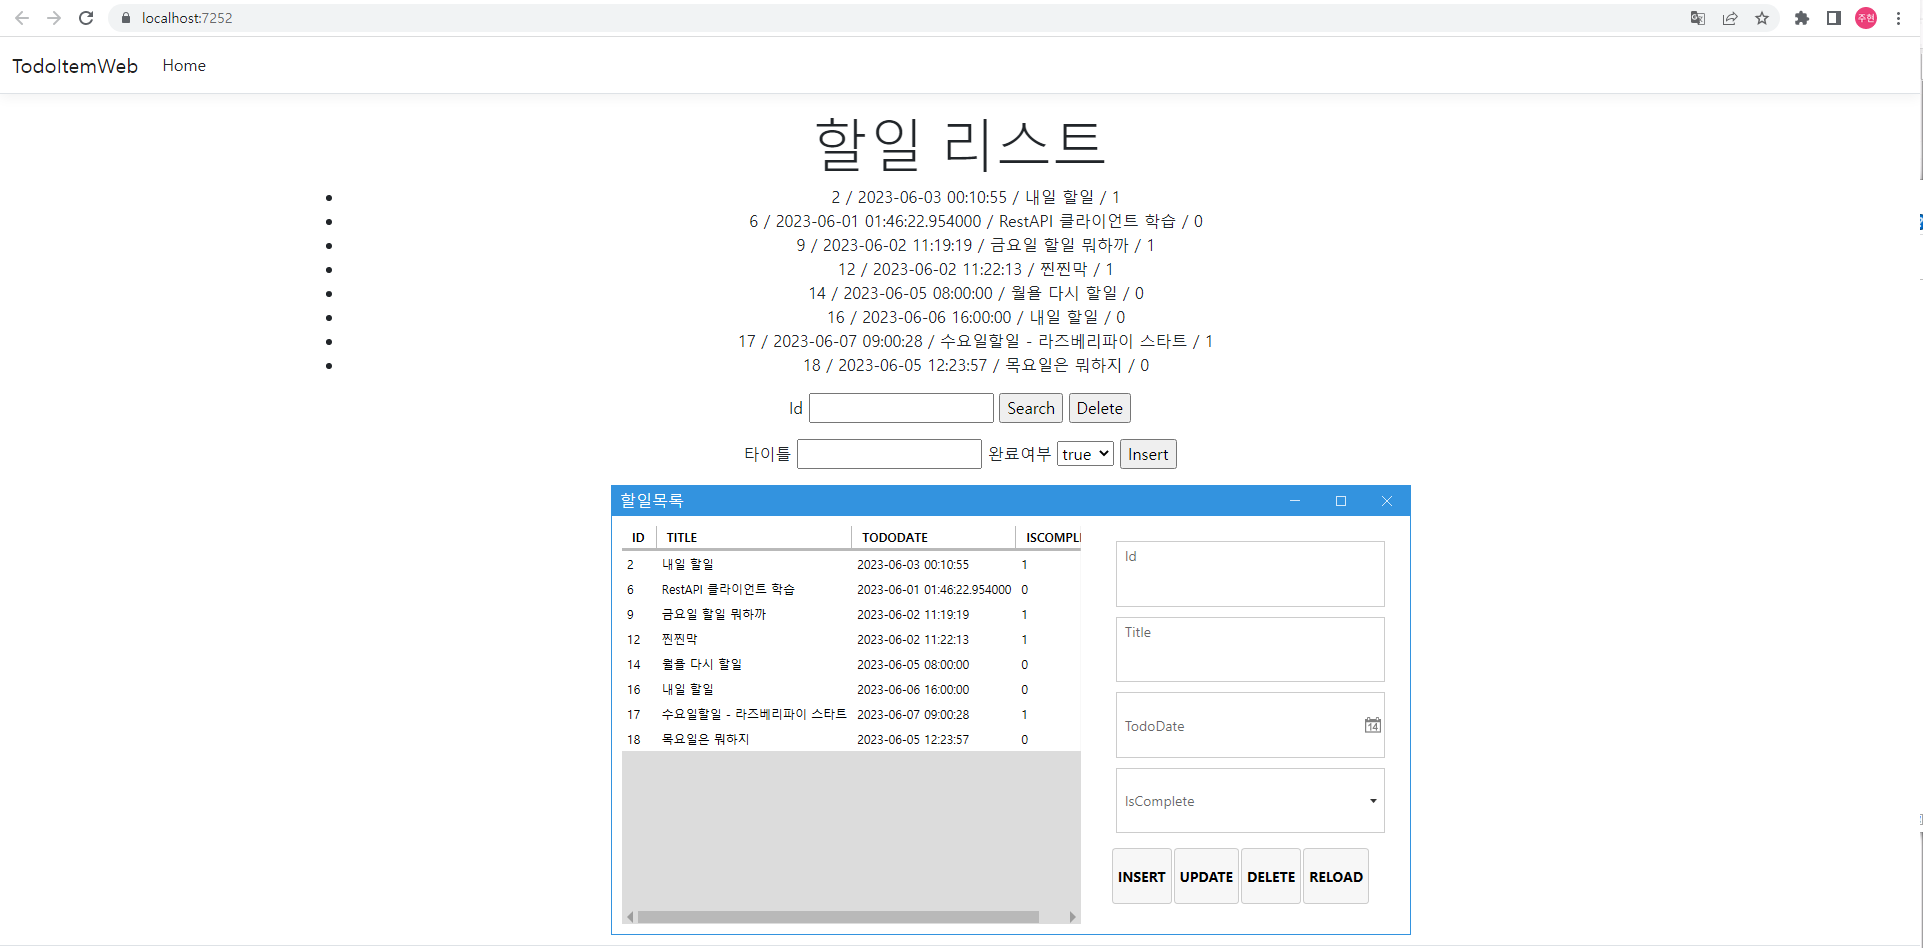 localhost:7252
주현
TodoItemWeb Home
할일 리스트
2 / 2023-06-03 00:10:55 / 내일 할일 / 1
6 / 2023-06-01 01:46:22.954000 / RestAPI 클라이언트 학습 / 0
9 / 2023-06-02 11:19:19 / 금요일 할일 뭐하까 / 1
12 / 2023-06-02 11:22:13 / 찐찐막 / 1
14 / 2023-06-05 08:00:00 / 월욜 다시 할일 / 0
16 / 2023-06-06 16:00:00 / 내일 할일 / 0
17 / 2023-06-07 09:00:28 / 수요일할일 - 라즈베리파이 스타트 / 1
18 / 2023-06-05 12:23:57 / 목요일은 뭐하지 / 0
Id Search Delete
타이틀 완료여부 true Insert
할일목록
ID TITLE TODODATE ISCOMPLI
2 내일 할일 2023-06-03 00:10:55 1
6 RestAPI 클라이언트 학습 2023-06-01 01:46:22.954000 0
9 금요일 할일 뭐하까 2023-06-02 11:19:19 1
12 찐찐막 2023-06-02 11:22:13 1
14 월욜 다시 할일 2023-06-05 08:00:00 0
16 내일 할일 2023-06-06 16:00:00 0
17 수요일할일 - 라즈베리파이 스타트 2023-06-07 09:00:28 1
18 목요일은 뭐하지 2023-06-05 12:23:57 0
Id
Title
TodoDate 14
IsComplete
INSERT UPDATE DELETE RELOAD